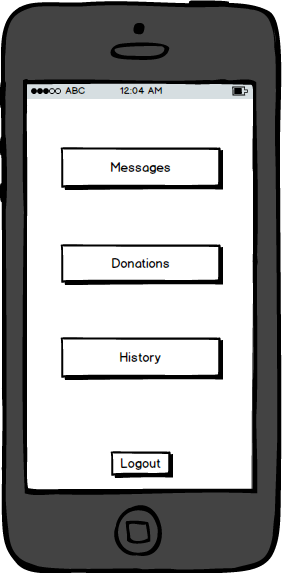 ABC 12:04 AM
Messages
Donations
History
Logout